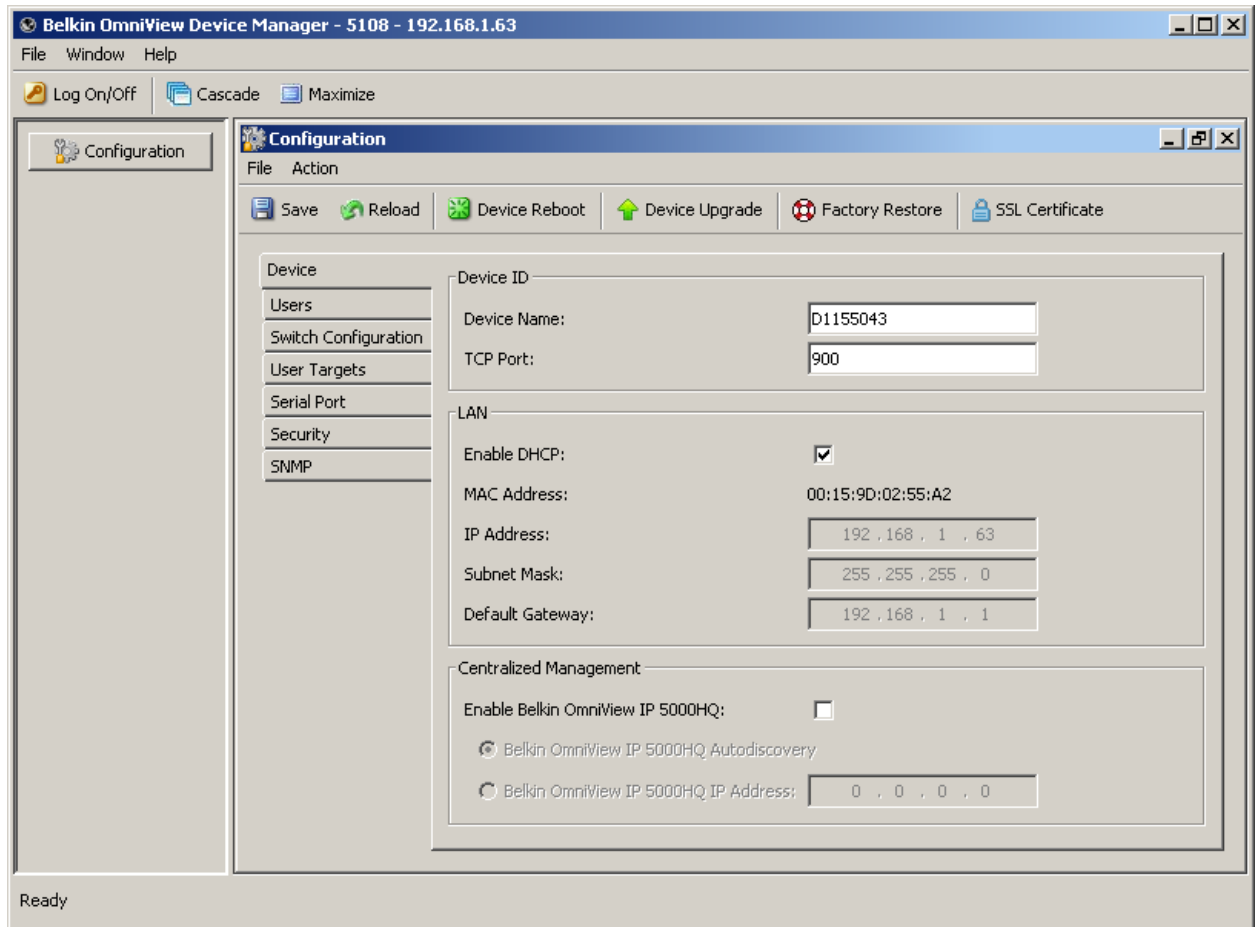 Belkin OmniView Device Manager - 5108 - 192.168.1.63
File Window Help
Log On/Off Cascade Maximize
Configuration
Configuration
File Action
Save Reload Device Reboot Device Upgrade Factory Restore SSL Certificate
Device
Users
Switch Configuration
User Targets
Serial Port
Security
SNMP
Device ID
Device Name: D1155043
TCP Port: 900
LAN
Enable DHCP:
MAC Address: 00:15:9D:02:55:A2
IP Address: 192 . 168 . 1 . 63
Subnet Mask: 255 . 255 . 255 . 0
Default Gateway: 192 . 168 . 1 . 1
Centralized Management
Enable Belkin OmniView IP 5000HQ:
Belkin OmniView IP 5000HQ Autodiscovery
Belkin OmniView IP 5000HQ IP Address: 0 . 0 . 0 . 0
Ready